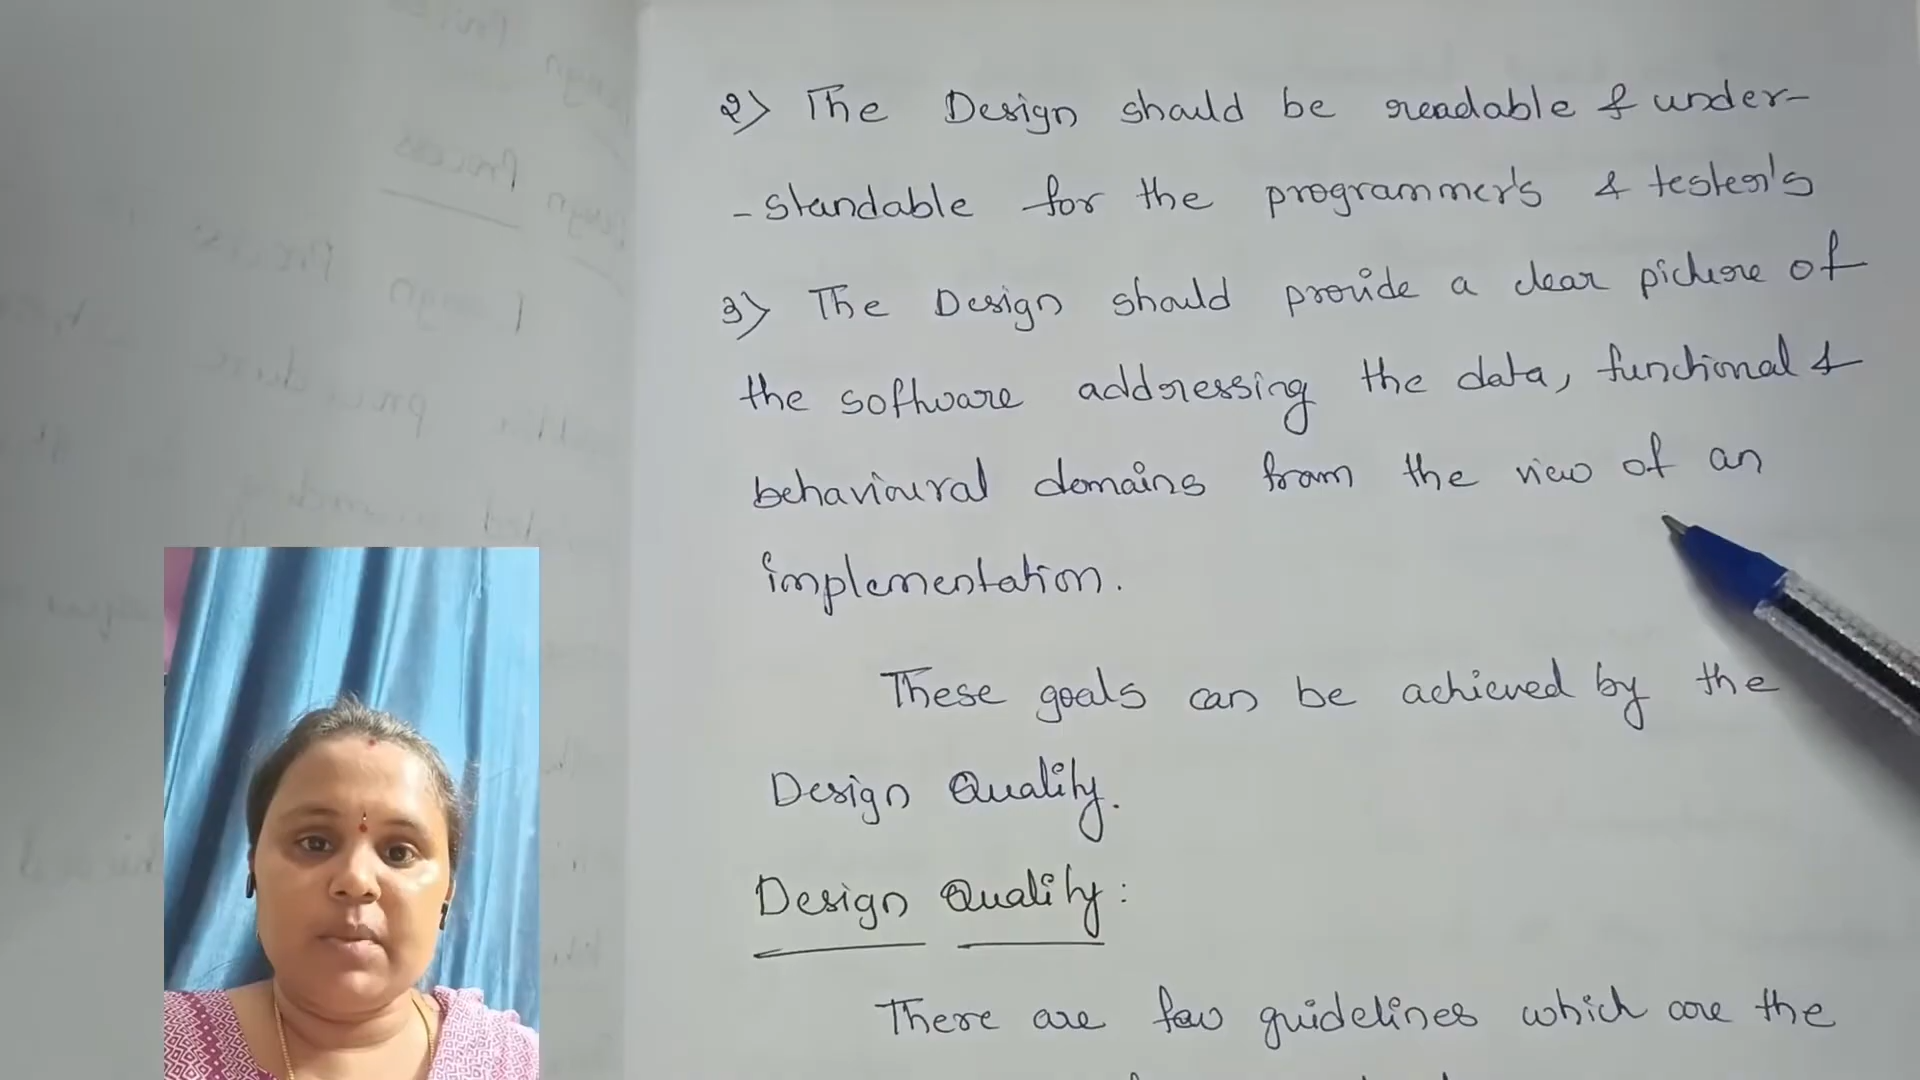 2) The Design should be readable & under-
- standable for the programmer's & tester's
3) The Design should provide a clear picture of
the software addressing the data, functional &
behavioural domains from the view of an
implementation.
These goals can be achieved by the
Design Quality.
Design Quality:
There are few guidelines which are the